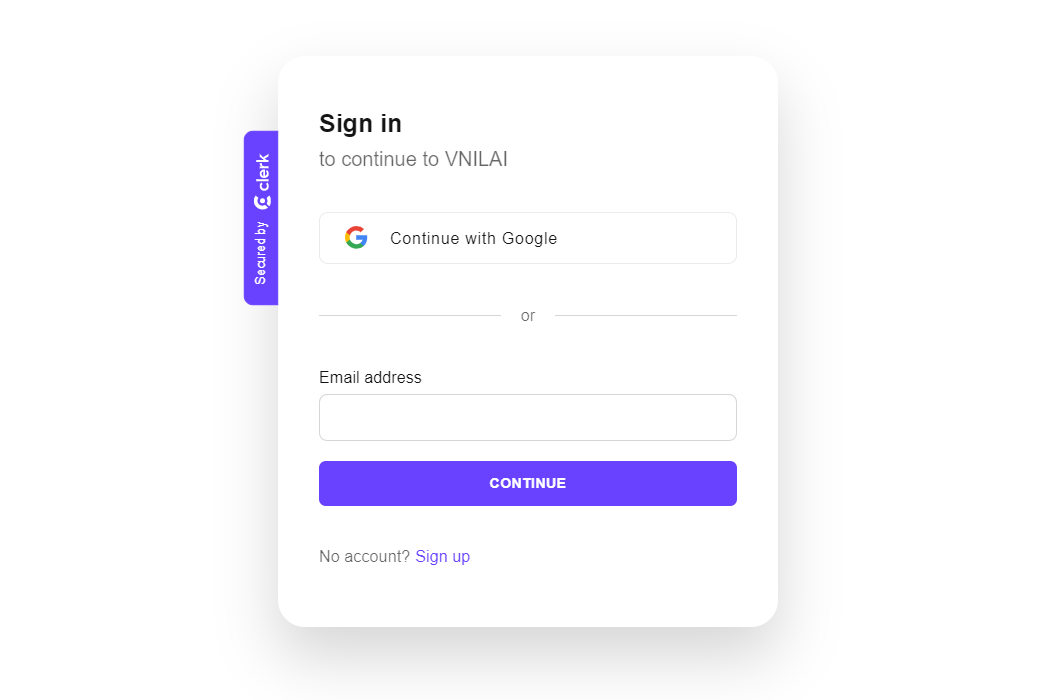 Sign in
to continue to VNILAI
Secured by clerk
Continue with Google
or
Email address
CONTINUE
No account? Sign up